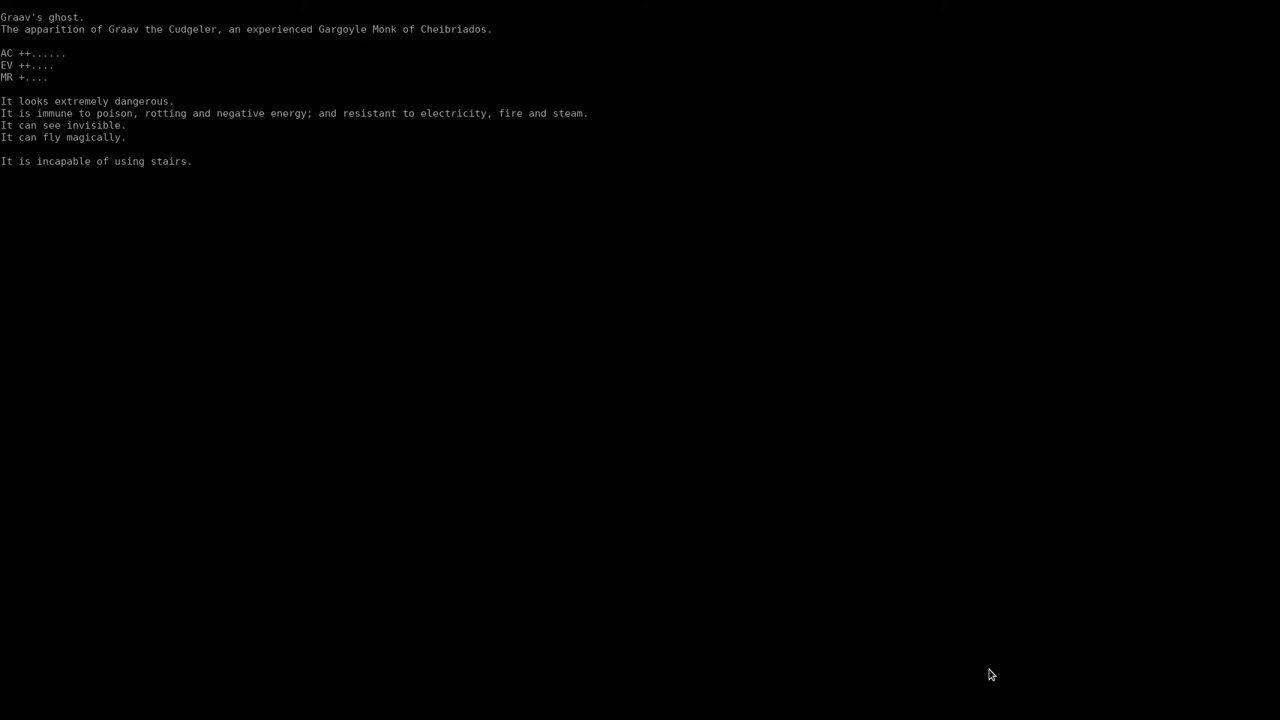 Graav's ghost.
The apparition of Graav the Cudgeler, an experienced Gargoyle Monk of Cheibriados.
AC ++......
EV ++....
MR +....
It looks extremely dangerous.
It is immune to poison, rotting and negative energy; and resistant to electricity, fire and steam.
It can see invisible.
It can fly magically.
It is incapable of using stairs.